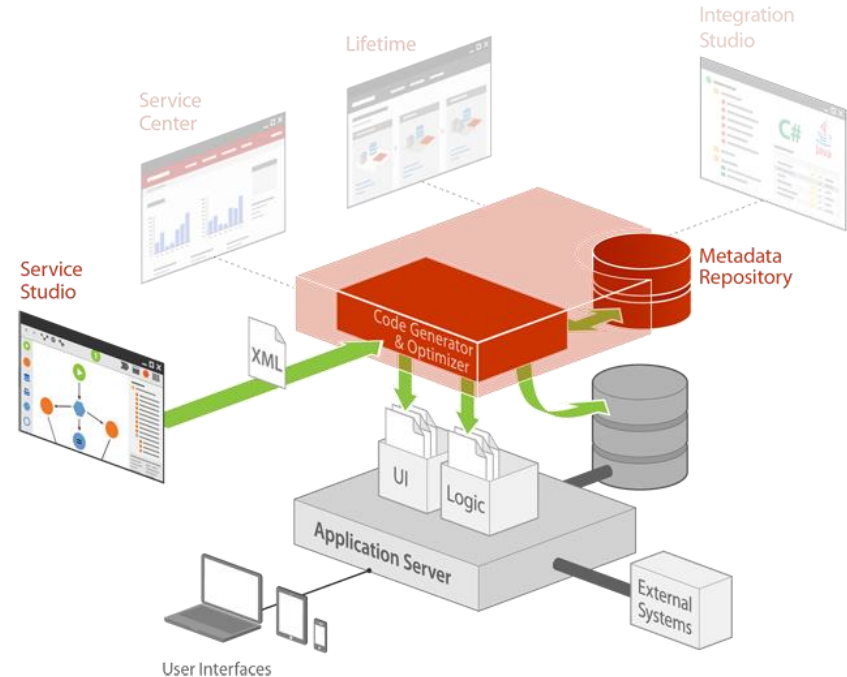 Integration
Studio
Lifetime
Service
Center
C#
java
Service
Studio
Metadata
Repository
Code Generator
& Optimizer
XML
UI
Logic
Application Server
External
Systems
User Interfaces